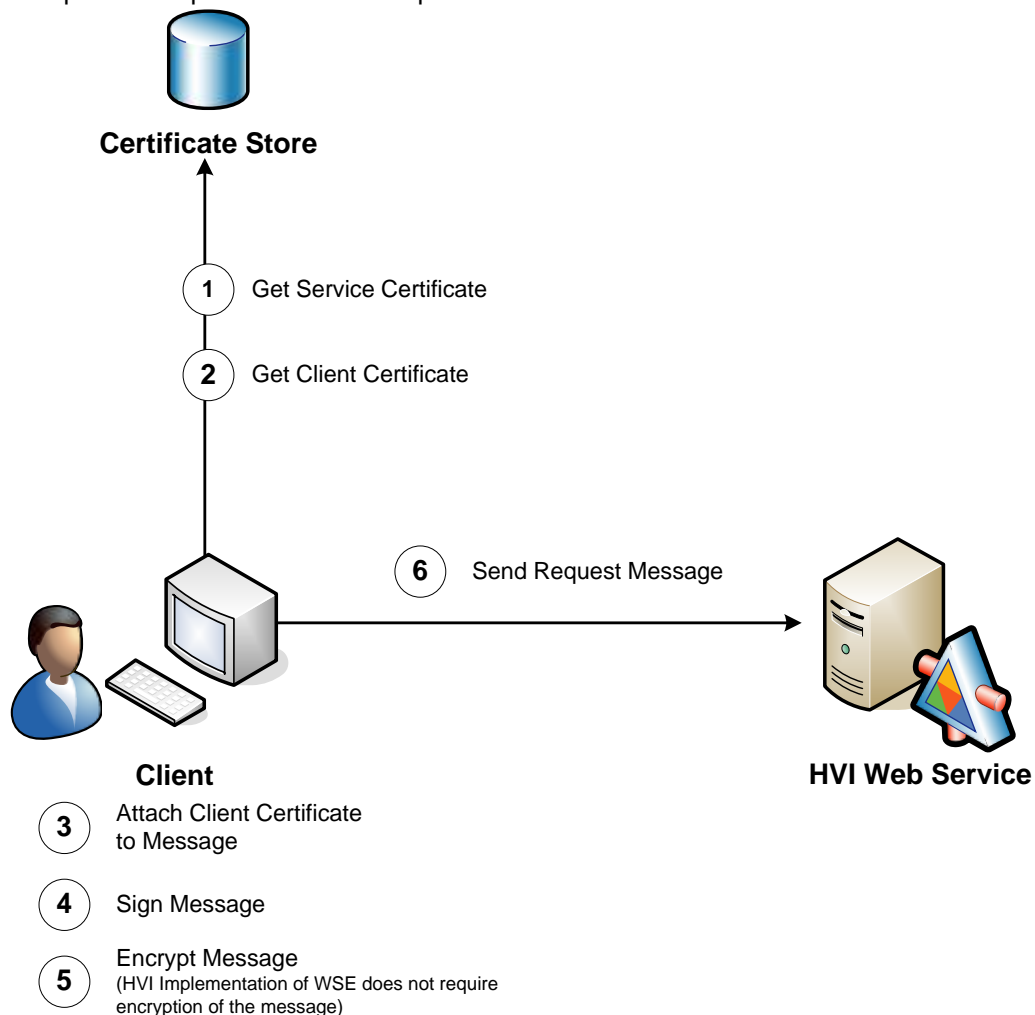 Certificate Store
1 Get Service Certificate
2 Get Client Certificate
6 Send Request Message
Client
HVI Web Service
3 Attach Client Certificate
to Message
4 Sign Message
5 Encrypt Message
(HVI Implementation of WSE does not require
encryption of the message)